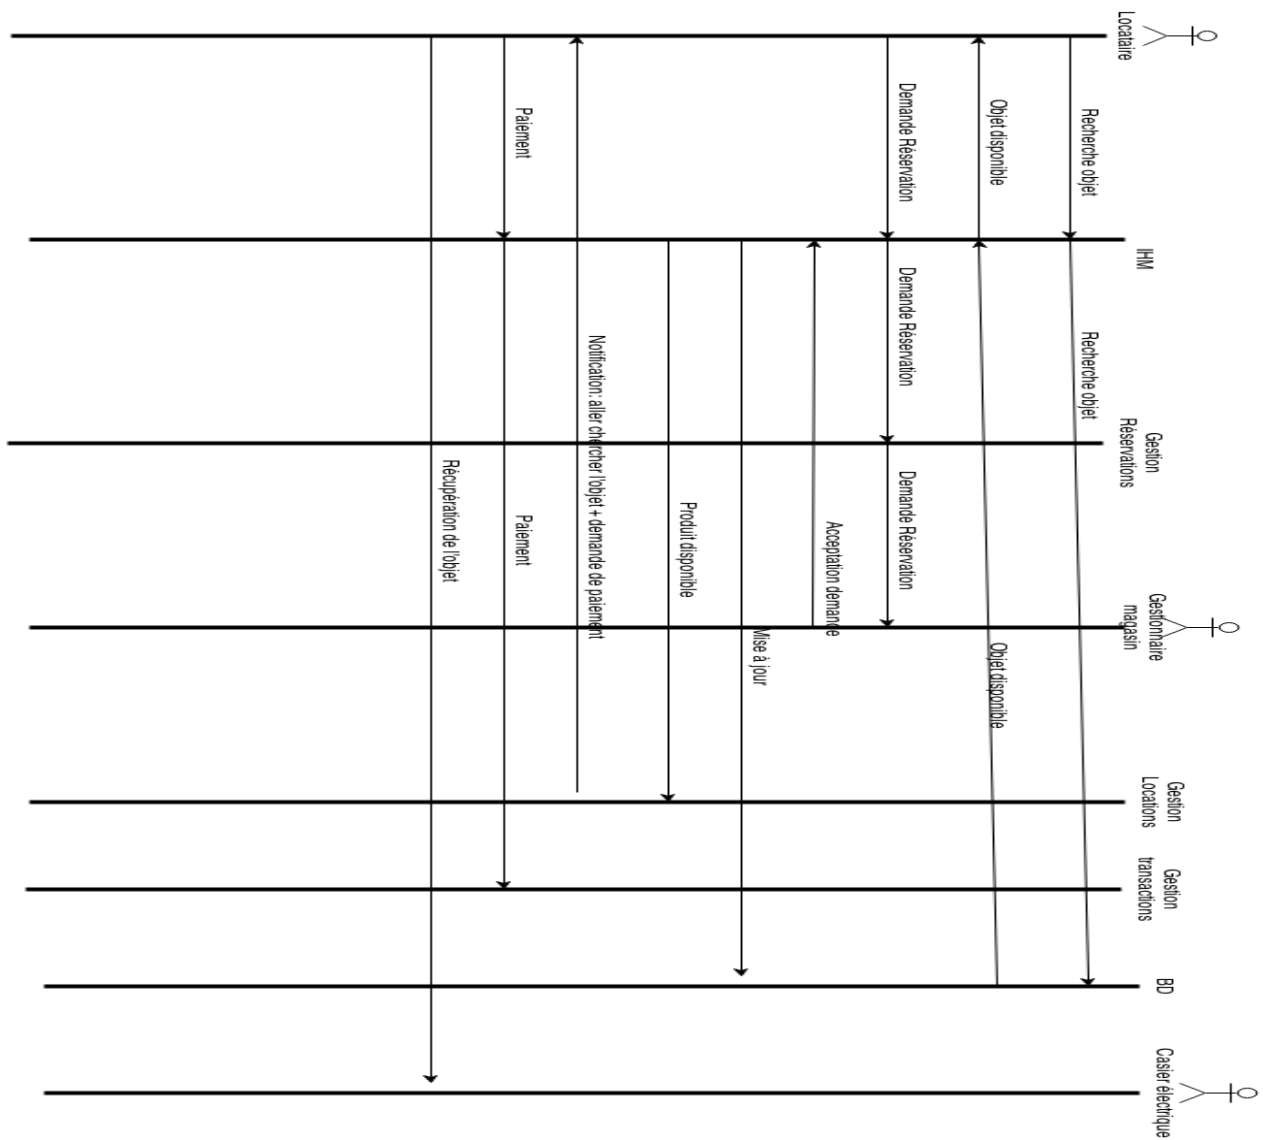 Locataire
IHM
Gestion
Réservations
Gestionnaire
magasin
Gestion
Locations
Gestion
transactions
BD
Casier électrique
Recherche objet
Recherche objet
Objet disponible
Objet disponible
Demande Réservation
Demande Réservation
Demande Réservation
Acceptation demande
Mise à jour
Produit disponible
Notification: aller chercher l'objet + demande de paiement
Paiement
Paiement
Récupération de l'objet